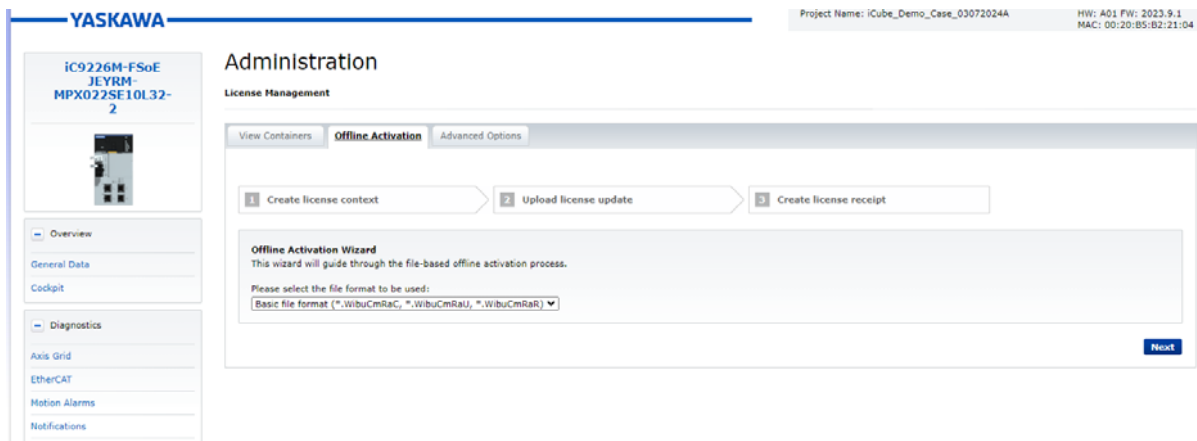 YASKAWA
Project Name: iCube_Demo_Case_03072024A
HW: A01 FW: 2023.9.1
MAC: 00:20:B5:B2:21:04
iC9226M-FSoE
JEYRM-
MPX022SE10L32-
2
Administration
License Management
View Containers
Offline Activation
Advanced Options
1 Create license context
2 Upload license update
3 Create license receipt
Offline Activation Wizard
This wizard will guide through the file-based offline activation process.
Please select the file format to be used:
Basic file format (*.WibuCmRaC, *.WibuCmRaU, *.WibuCmRaR)
Next
Overview
General Data
Cockpit
Diagnostics
Axis Grid
EtherCAT
Motion Alarms
Notifications